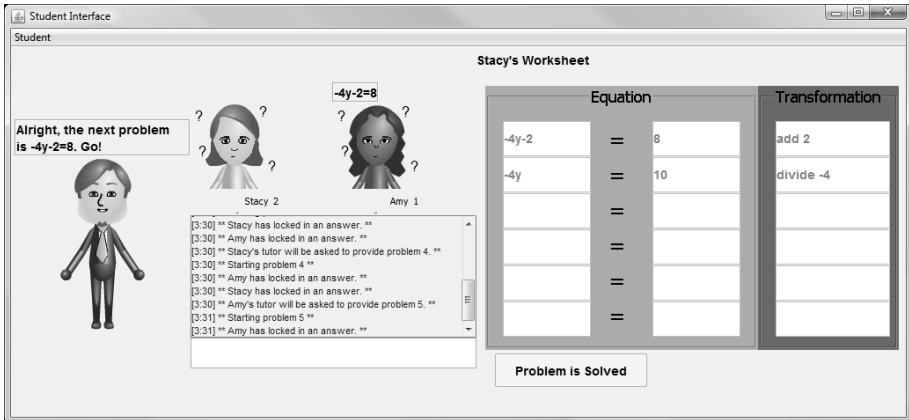 Student Interface
Student
Stacy's Worksheet
-4y-2=8
Alright, the next problem
is -4y-2=8. Go!
? ? ? ?
? ? ? ?
Stacy 2 Amy 1
[3:30] ** Stacy has locked in an answer. **
[3:30] ** Amy has locked in an answer. **
[3:30] ** Stacy's tutor will be asked to provide problem 4. **
[3:30] ** Starting problem 4 **
[3:30] ** Amy has locked in an answer. **
[3:30] ** Stacy has locked in an answer. **
[3:30] ** Amy's tutor will be asked to provide problem 5. **
[3:31] ** Starting problem 5 **
[3:31] ** Amy has locked in an answer. **
Equation Transformation
-4y-2 = 8 add 2
-4y = 10 divide -4
=
=
=
=
Problem is Solved